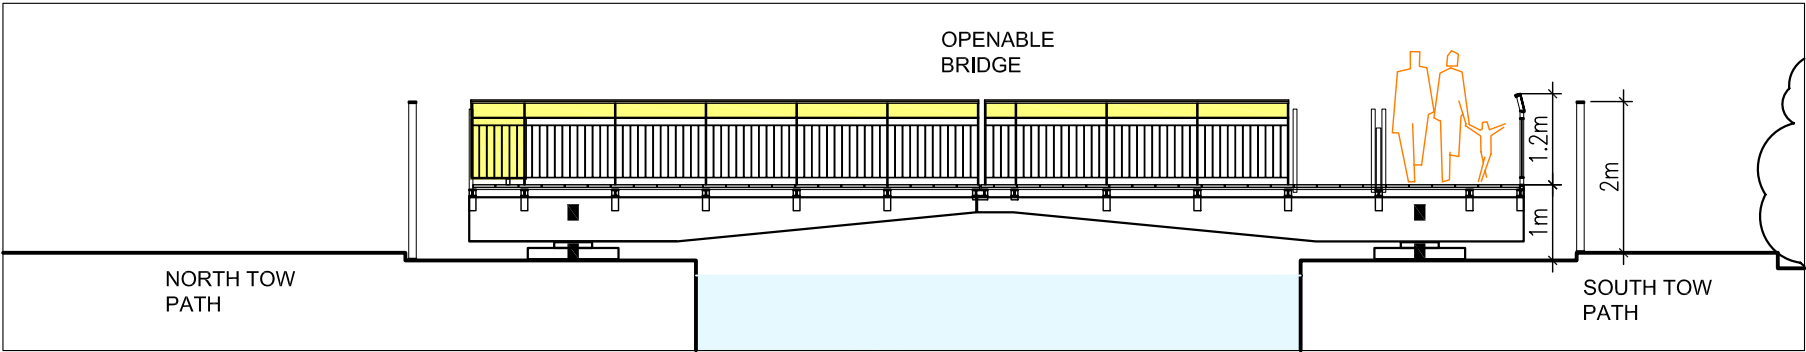 OPENABLE
BRIDGE
1.2m
2m
1m
NORTH TOW
PATH
SOUTH TOW
PATH